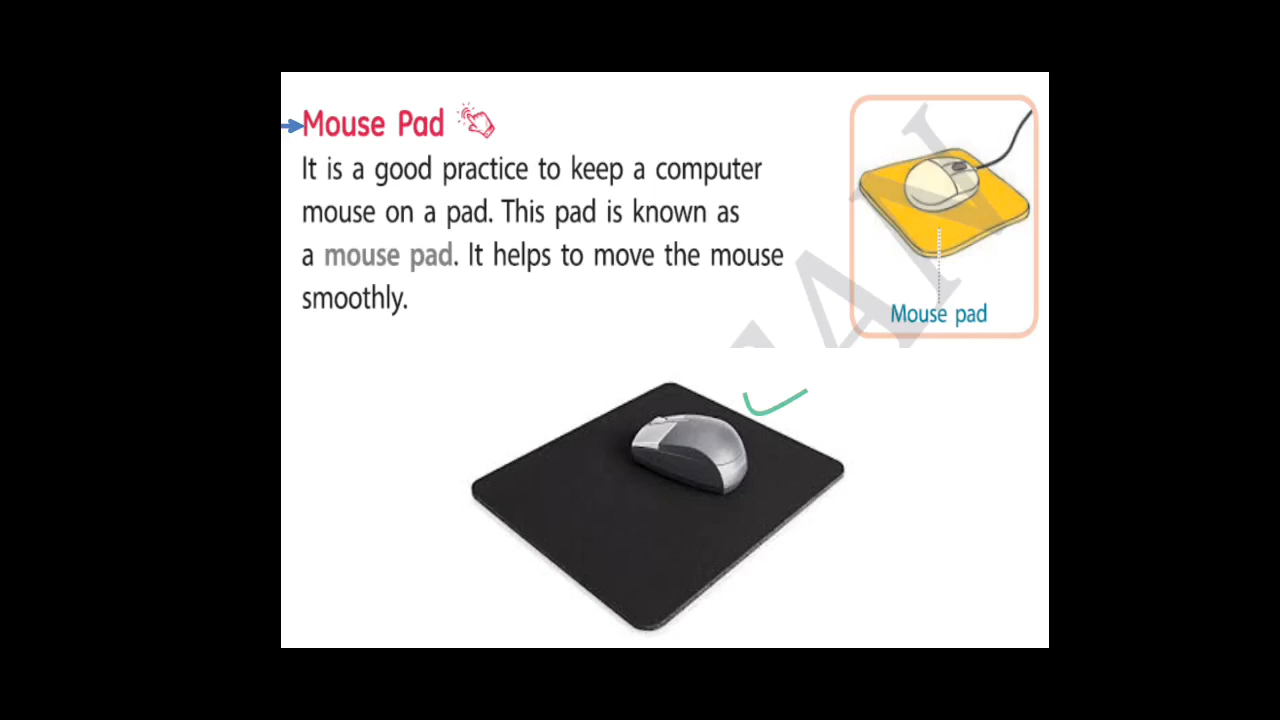 Mouse Pad
It is a good practice to keep a computer
mouse on a pad. This pad is known as
a mouse pad. It helps to move the mouse
smoothly.
Mouse pad